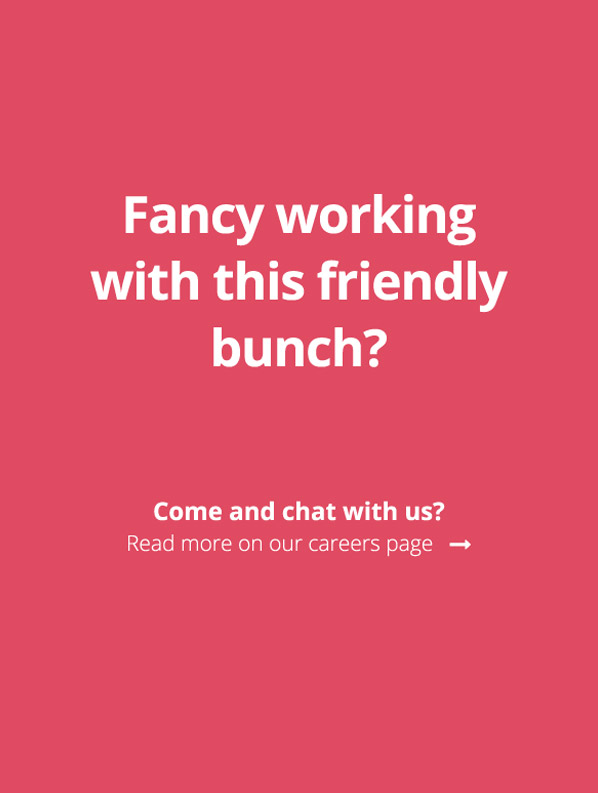 Fancy working
with this friendly
bunch?
Come and chat with us?
Read more on our careers page →